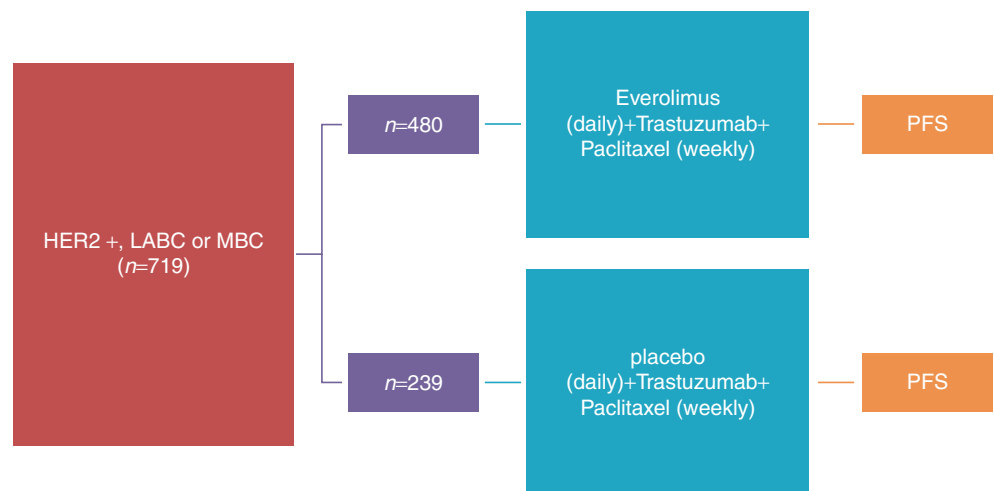 HER2 +, LABC or MBC
(n=719)
n=480
Everolimus
(daily)+Trastuzumab+
Paclitaxel (weekly)
PFS
n=239
placebo
(daily)+Trastuzumab+
Paclitaxel (weekly)
PFS